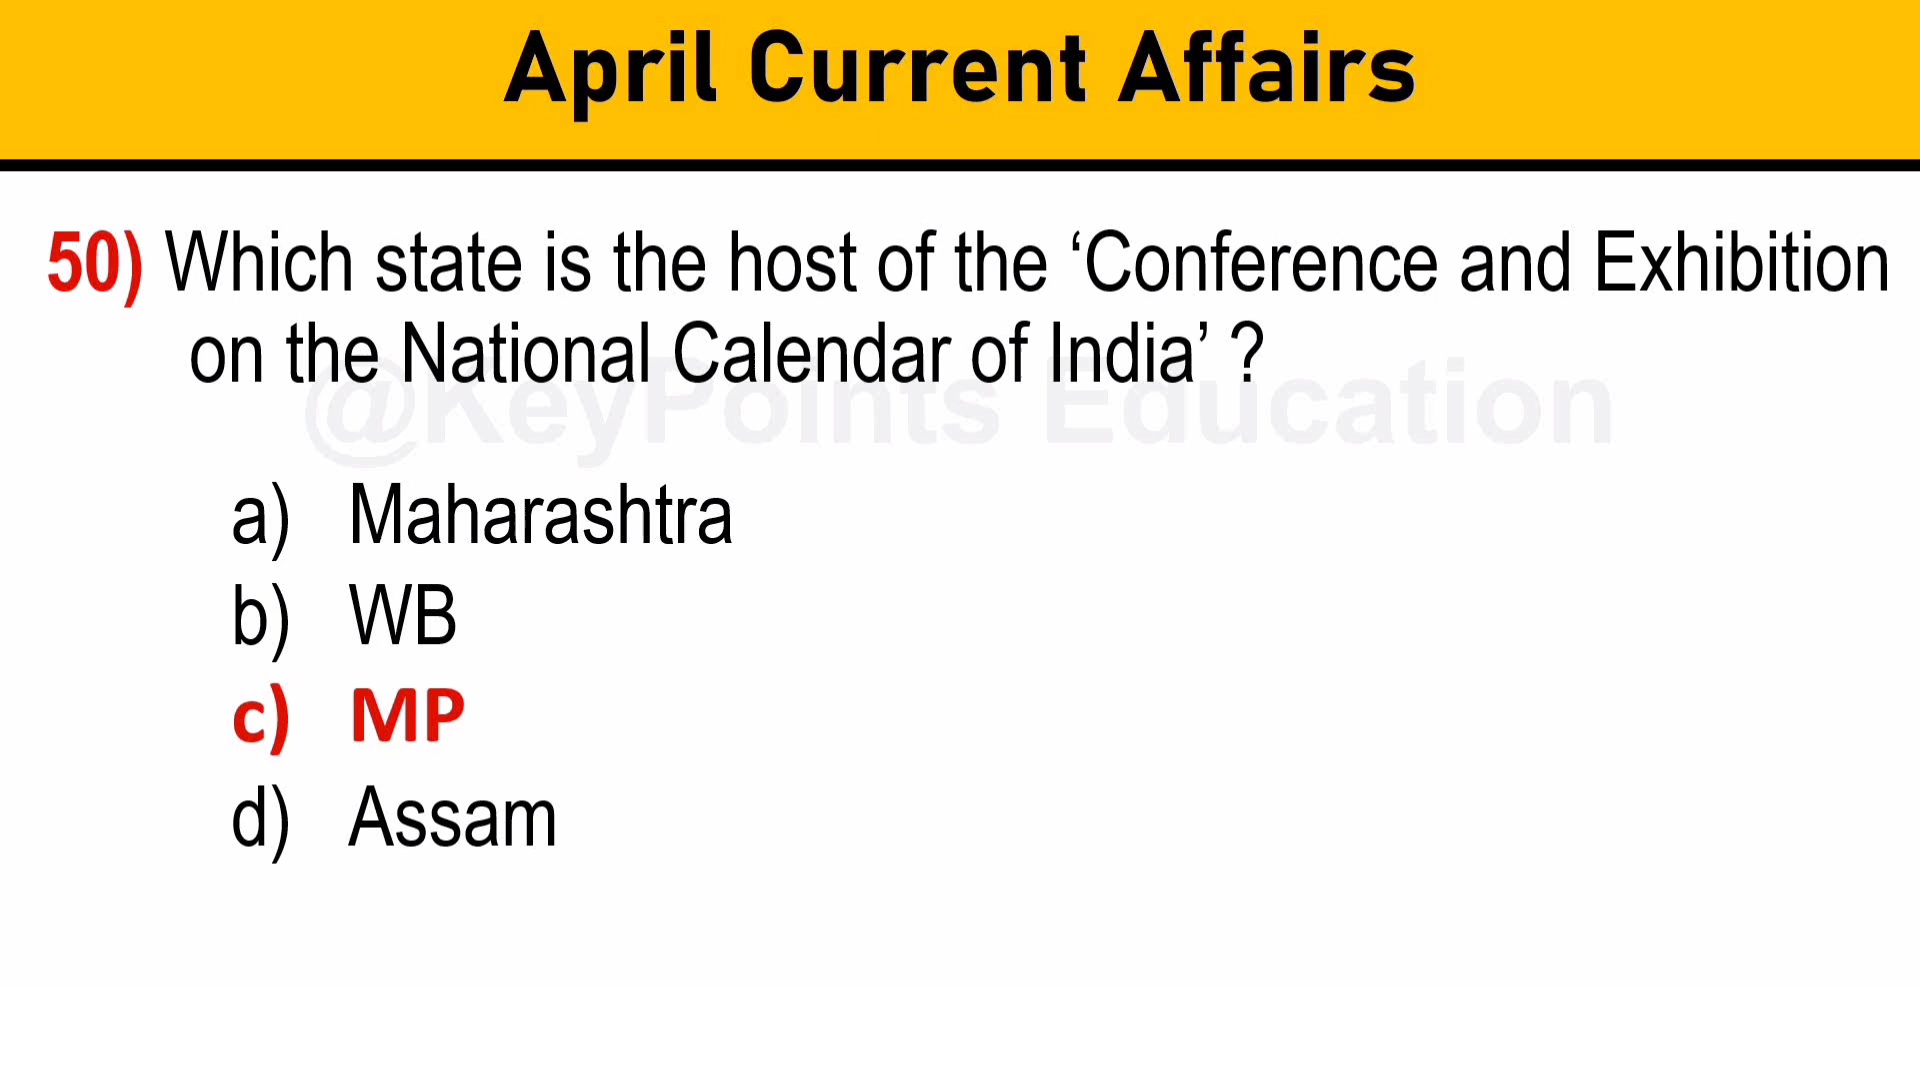 April Current Affairs
50) Which state is the host of the ‘Conference and Exhibition
on the National Calendar of India’ ?
@KeyPoints Education
a) Maharashtra
b) WB
c) MP
d) Assam